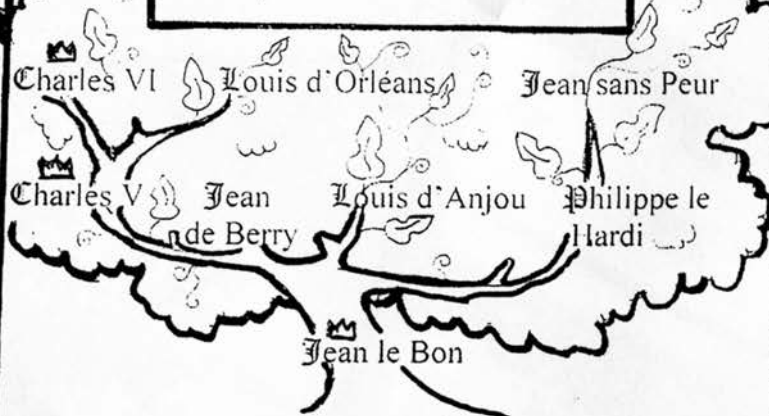 Charles VI Louis d'Orléans Jean sans Peur
Charles V Jean Louis d'Anjou Philippe le
de Berry Hardi
Jean le Bon